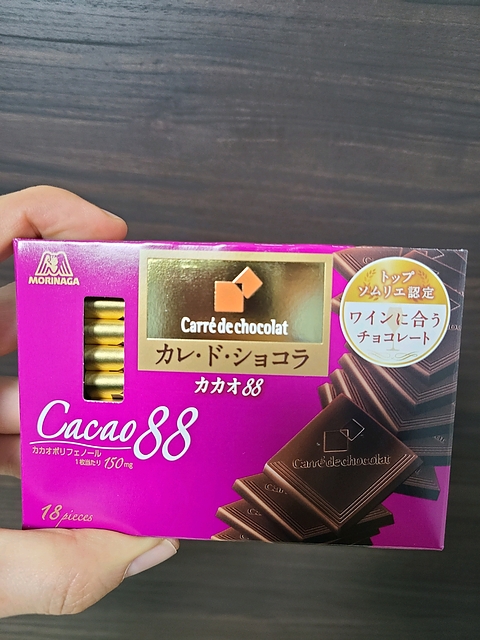 MORINAGA
Carré de chocolat
カレ・ド・ショコラ
カカオ88
トップ
ソムリエ認定
ワインに合う
チョコレート
Cacao 88
カカオポリフェノール
1枚当たり 150mg
18 pieces
Carré de chocolat